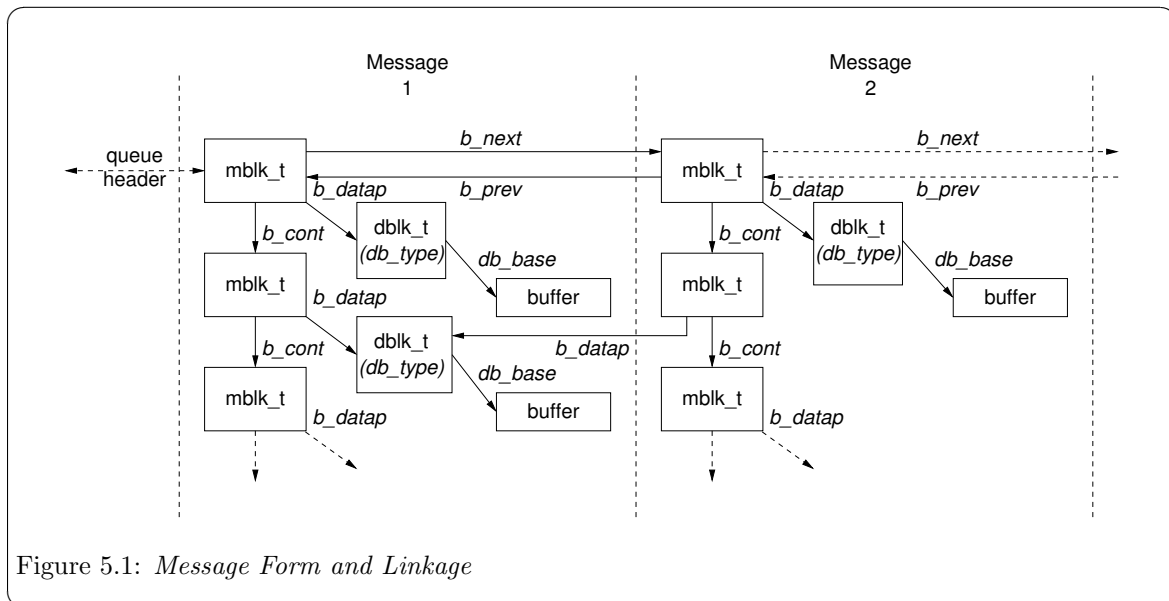 Message
1
Message
2
b_next
b_next
queue
header
mblk_t
mblk_t
b_datap
b_prev
b_datap
b_prev
dblk_t
(db_type)
dblk_t
(db_type)
b_cont
b_cont
db_base
db_base
mblk_t
b_datap
buffer
mblk_t
buffer
dblk_t
(db_type)
b_datap
b_cont
b_cont
db_base
mblk_t
buffer
mblk_t
b_datap
b_datap
Figure 5.1: Message Form and Linkage